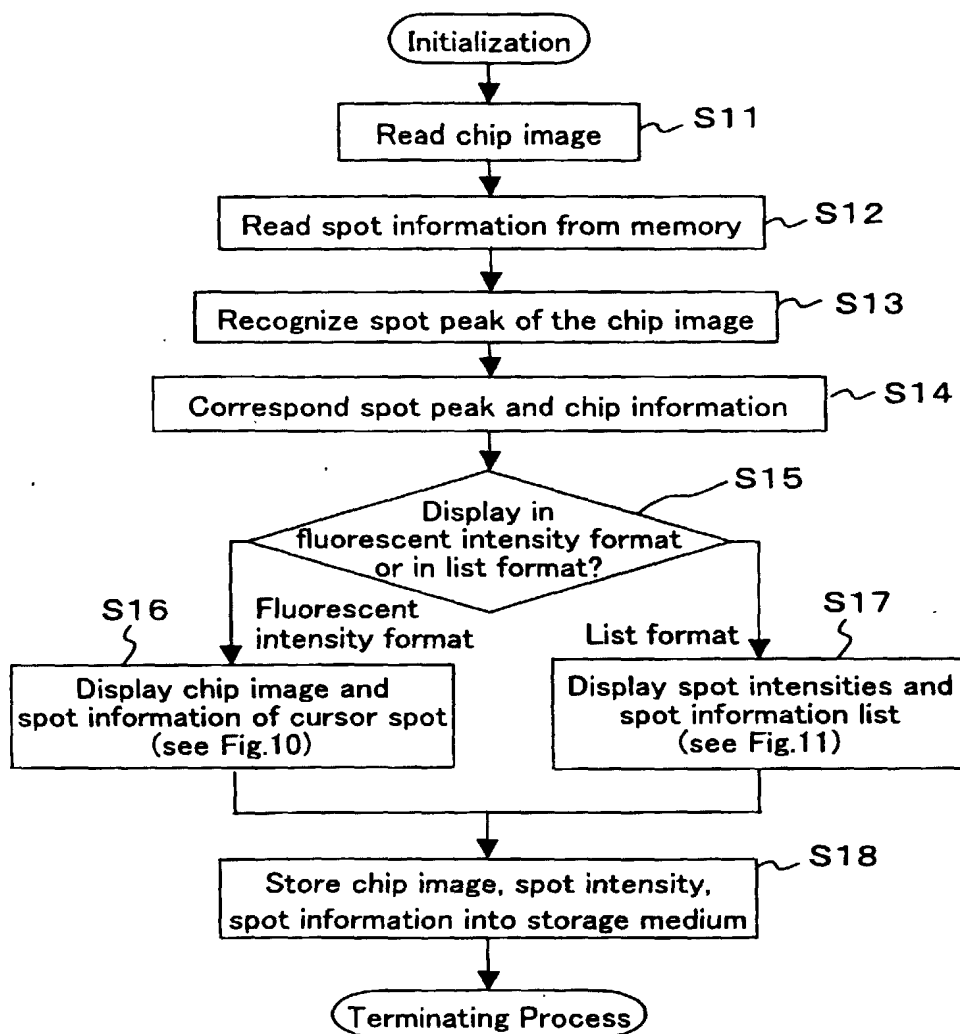 Initialization
Read chip image
S11
Read spot information from memory
S12
Recognize spot peak of the chip image
S13
Correspond spot peak and chip information
S14
S15
Display in
fluorescent intensity format
or in list format?
S16
Fluorescent
intensity format
Display chip image and
spot information of cursor spot
(see Fig.10)
S17
List format
Display spot intensities and
spot information list
(see Fig.11)
S18
Store chip image, spot intensity,
spot information into storage medium
Terminating Process